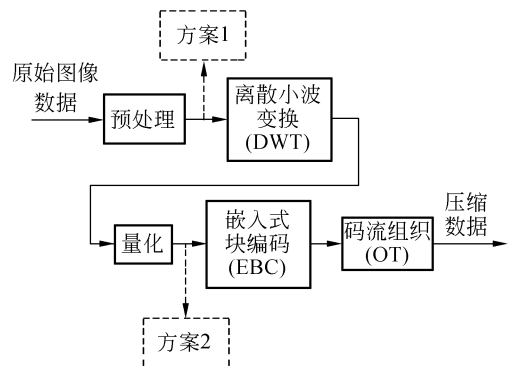 方案1
原始图像
数据
预处理
离散小波
变换
(DWT)
量化
嵌入式
块编码
(EBC)
码流组织
(OT)
压缩
数据
方案2